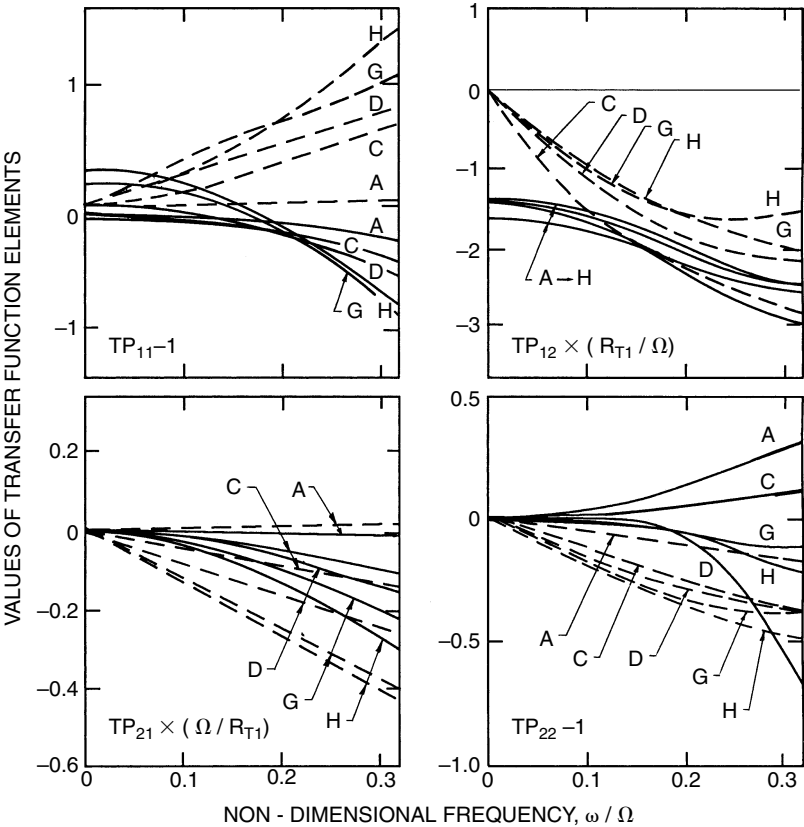 VALUES OF TRANSFER FUNCTION ELEMENTS
1
0
–1
H
G
D
C
A
A
C
D
G
H
TP11–1
1
0
–1
–2
–3
C
D
G
H
H
G
A → H
TP12 × ( RT1 / Ω)
0.2
0
–0.2
–0.4
–0.6
C
A
D
G
H
TP21 × ( Ω / RT1)
0
0.1
0.2
0.3
0.5
0
–0.5
–1.0
A
C
G
H
D
A
C
D
G
H
TP22 –1
0
0.1
0.2
0.3
NON - DIMENSIONAL FREQUENCY, ω / Ω